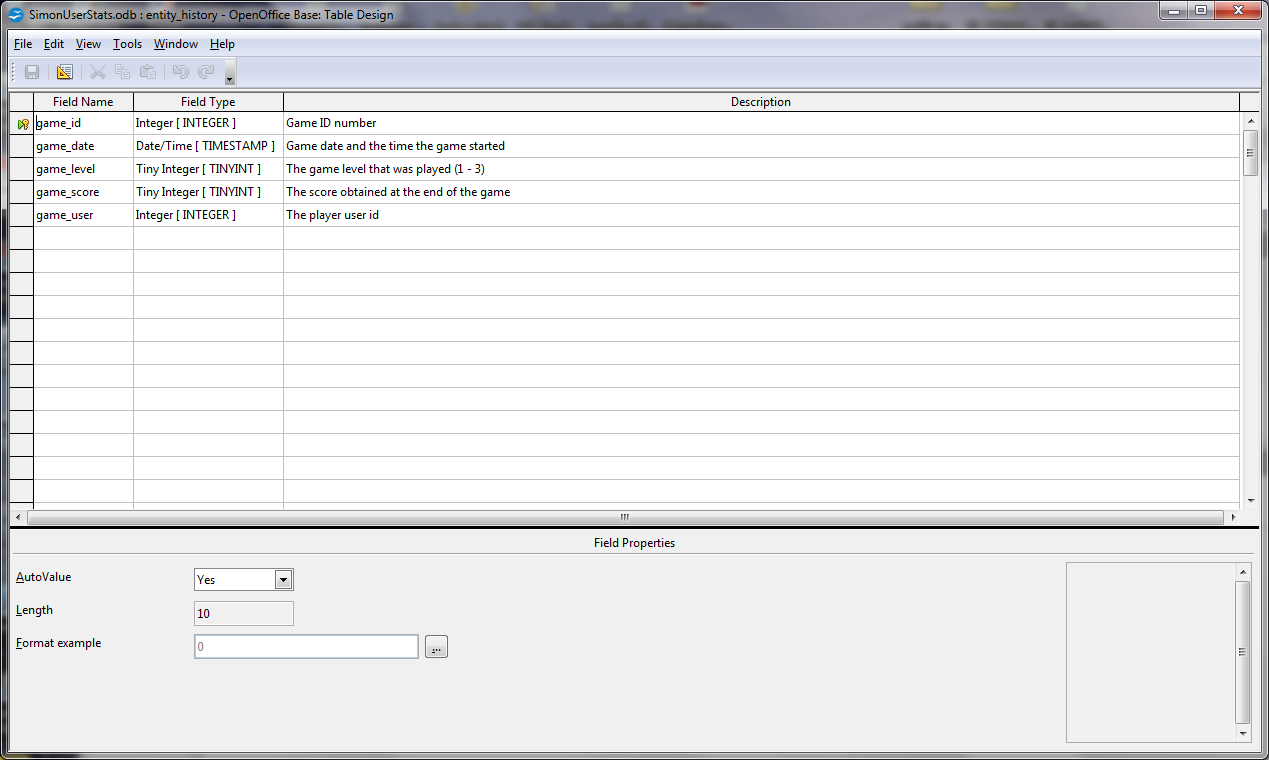 SimonUserStats.odb : entity_history - OpenOffice Base: Table Design
File Edit View Tools Window Help
Field Name Field Type Description
game_id Integer [ INTEGER ] Game ID number
game_date Date/Time [ TIMESTAMP ] Game date and the time the game started
game_level Tiny Integer [ TINYINT ] The game level that was played (1 - 3)
game_score Tiny Integer [ TINYINT ] The score obtained at the end of the game
game_user Integer [ INTEGER ] The player user id
Field Properties
AutoValue Yes
Length 10
Format example 0 ...